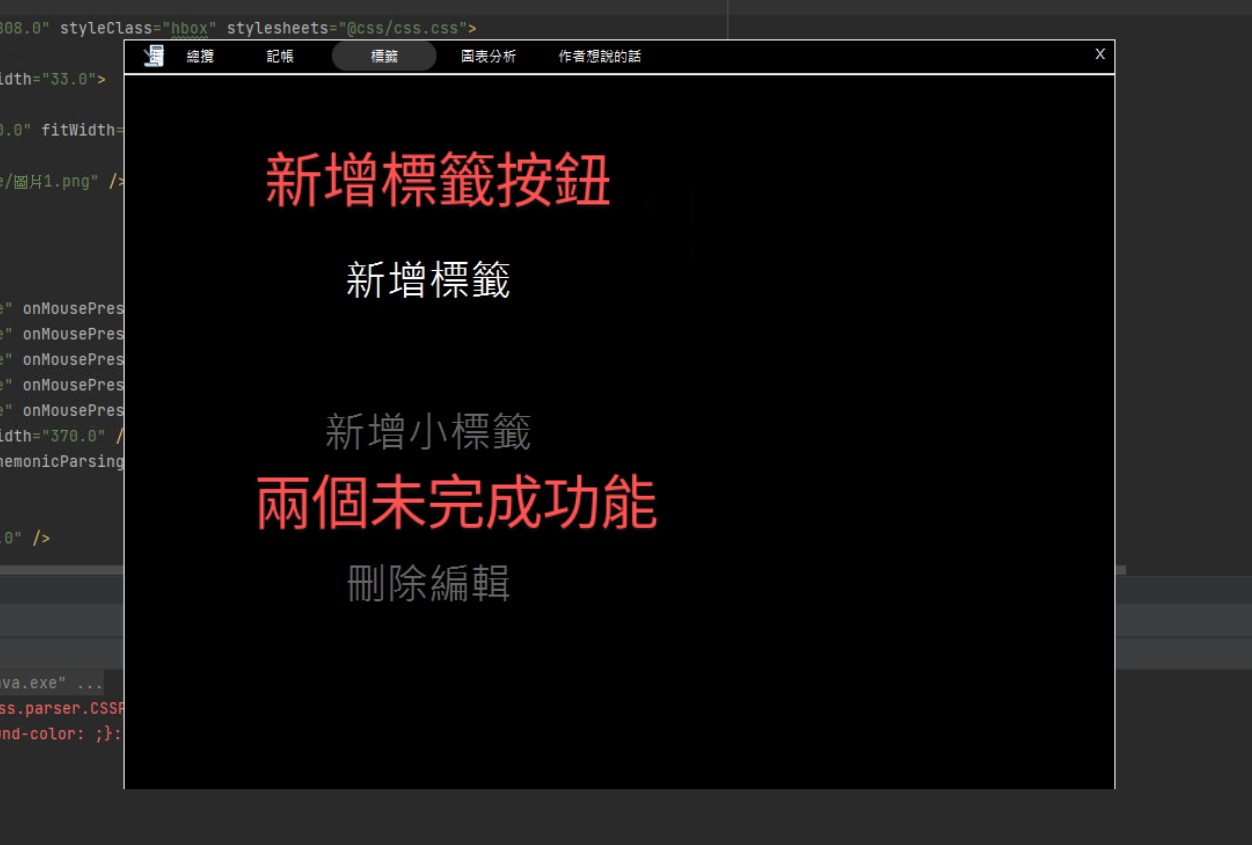 808.0" styleClass="hbox" stylesheets="@css/css.css">
總攬 記帳 標籤 圖表分析 作者想說的話 X
idth="33.0">
0.0" fitWidth=
e/圖片1.png" />
新增標籤按鈕
新增標籤
e" onMousePres
e" onMousePres
e" onMousePres
e" onMousePres
e" onMousePres
idth="370.0" /
nemonicParsing
新增小標籤
兩個未完成功能
.0" />
刪除編輯
ava.exe" ...
ss.parser.CSSP
und-color: ;}: